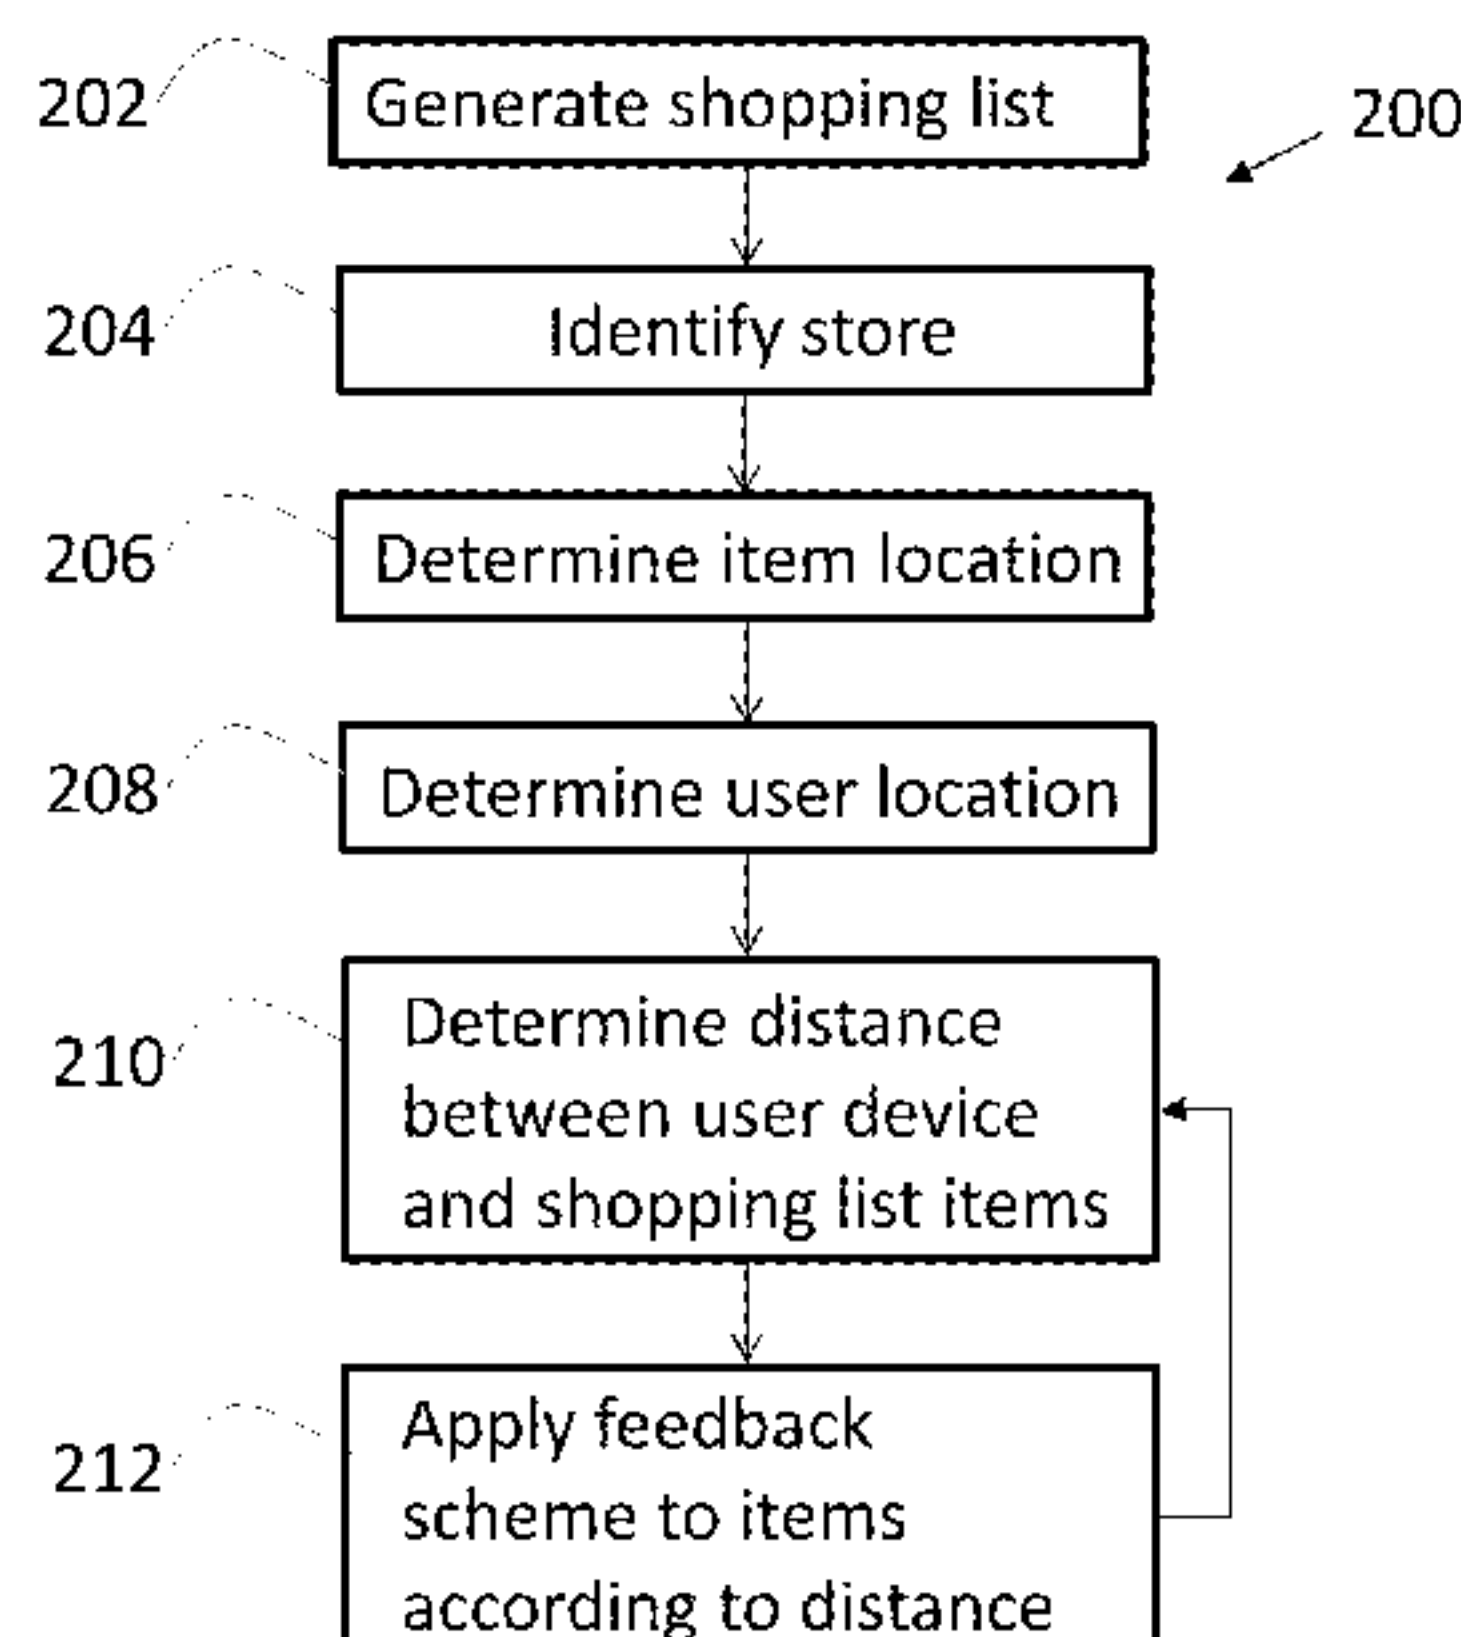 202
Generate shopping list
200
204
Identify store
206
Determine item location
208
Determine user location
210
Determine distance
between user device
and shopping list items
212
Apply feedback
scheme to items
according to distance